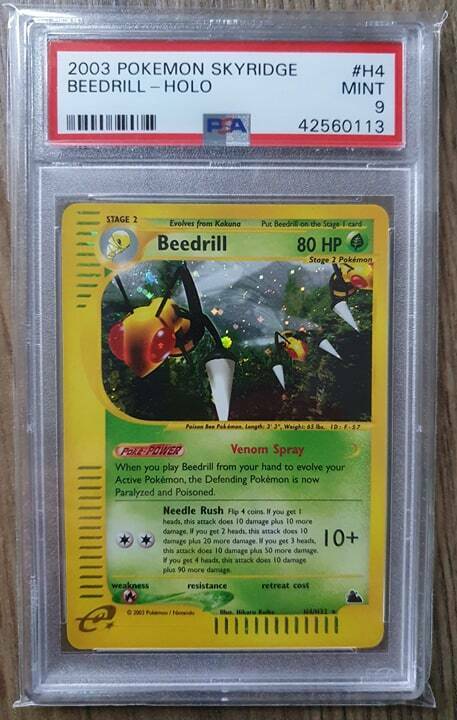 2003 POKEMON SKYRIDGE #H4
BEEDRILL – HOLO MINT
9
PSA 42560113
STAGE 2 Evolves from Kakuna Put Beedrill on the Stage 1 card
Beedrill 80 HP
Stage 2 Pokémon
Poison Bee Pokémon, Length: 3' 3", Weight: 65 lbs. ID: F-57
Poké-POWER Venom Spray
When you play Beedrill from your hand to evolve your
Active Pokémon, the Defending Pokémon is now
Paralyzed and Poisoned.
Needle Rush Flip 4 coins. If you get 1
heads, this attack does 10 damage plus 10 more
damage. If you get 2 heads, this attack does 10
damage plus 20 more damage. If you get 3 heads,
this attack does 10 damage plus 50 more damage.
If you get 4 heads, this attack does 10 damage
plus 90 more damage.
10+
weakness resistance retreat cost
© 2003 Pokémon / Nintendo Illus. Hikaru Koike H4/H32
e